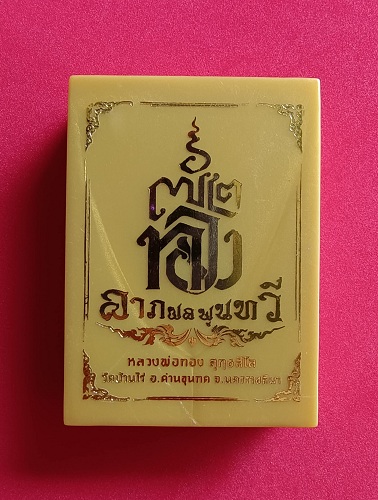 ทอง
ลาภผลพูนทวี
หลวงพ่อทอง สุทธสีโล
วัดบ้านไร่ อ.ด่านขุนทด จ.นครราชสีมา